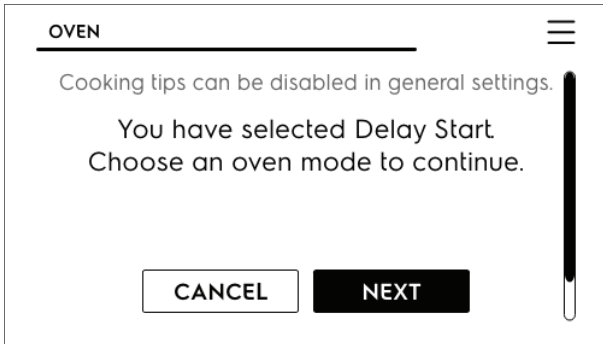 OVEN
Cooking tips can be disabled in general settings.
You have selected Delay Start.
Choose an oven mode to continue.
CANCEL
NEXT